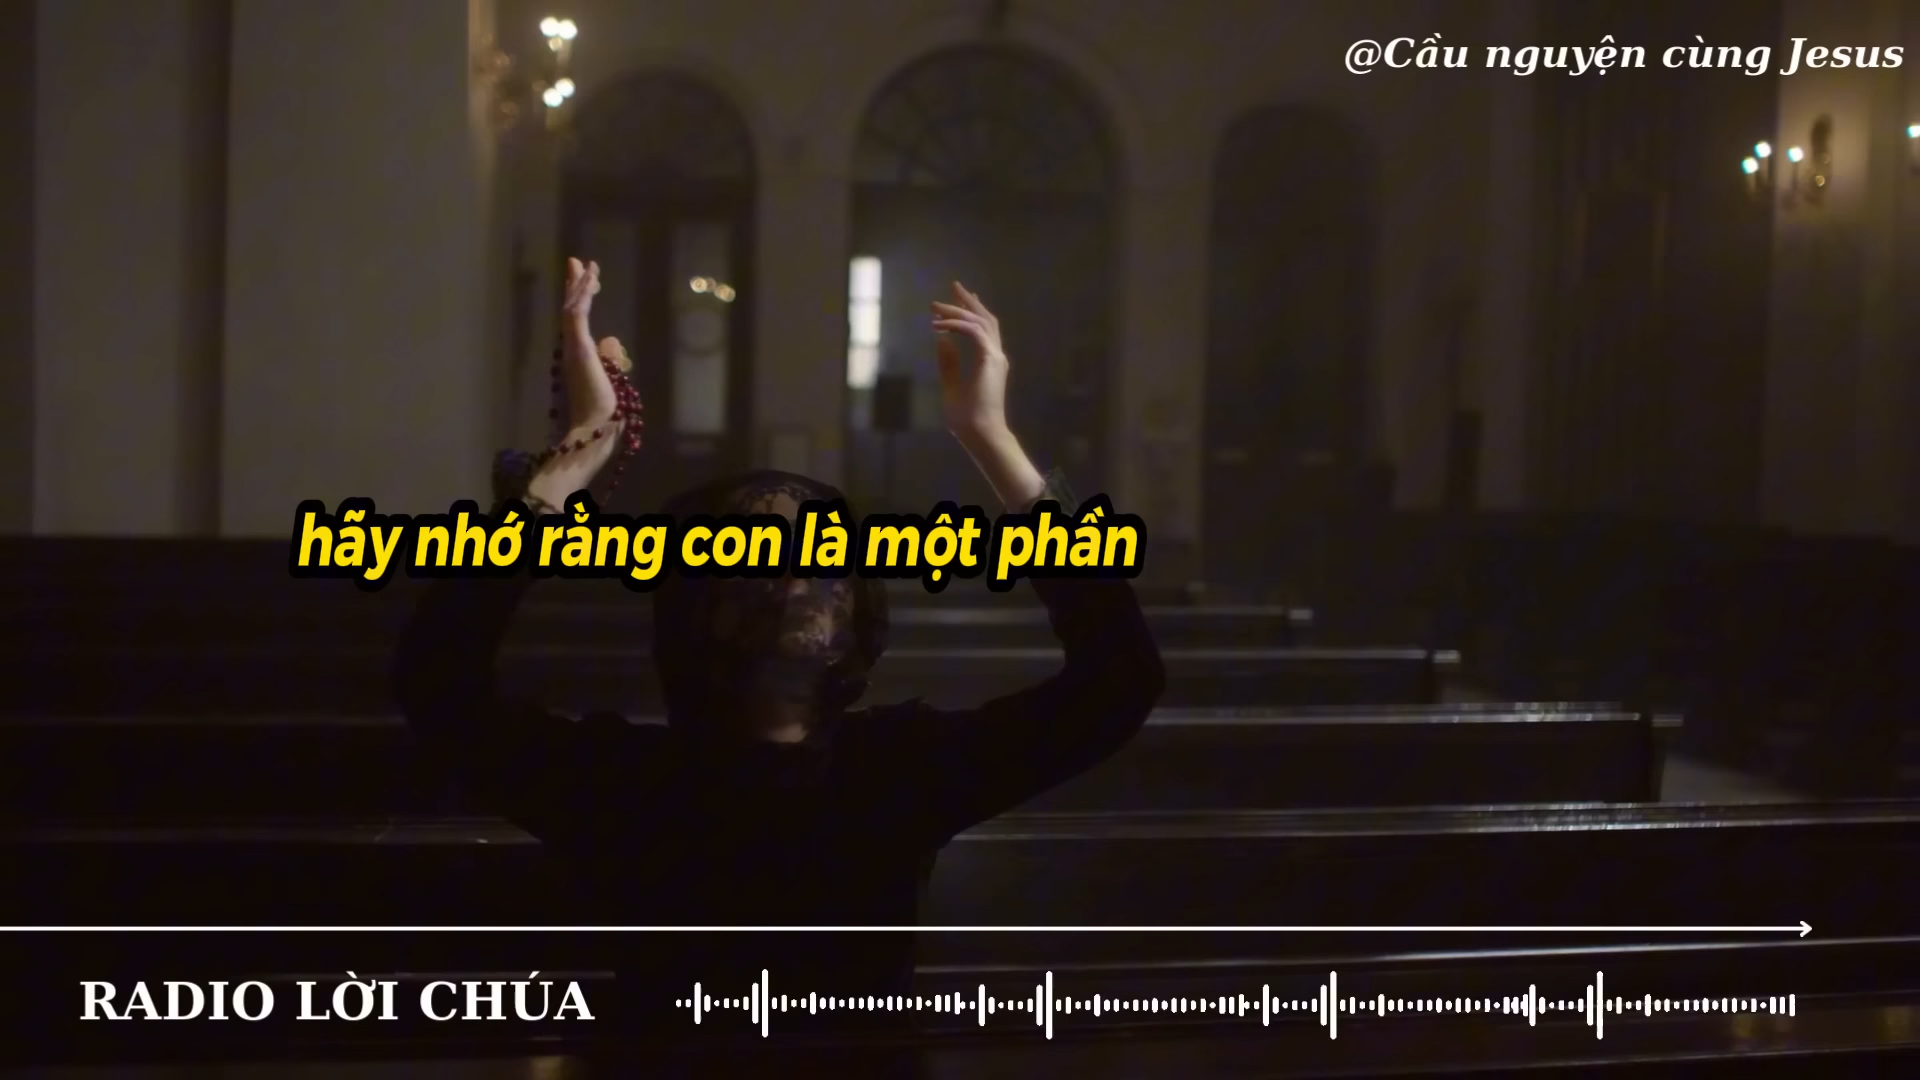 @Cầu nguyện cùng Jesus
hãy nhớ rằng con là một phần
RADIO LỜI CHÚA